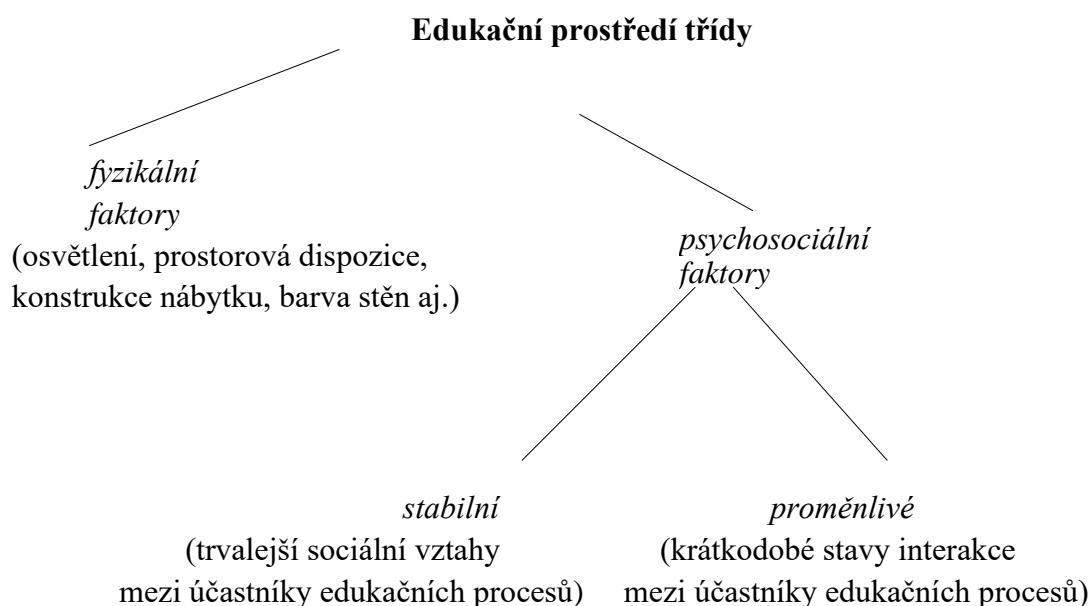 Edukační prostředí třídy
fyzikální
faktory
(osvětlení, prostorová dispozice,
konstrukce nábytku, barva stěn aj.)
psychosociální
faktory
stabilní
(trvalejší sociální vztahy
mezi účastníky edukačních procesů)
proměnlivé
(krátkodobé stavy interakce
mezi účastníky edukačních procesů)